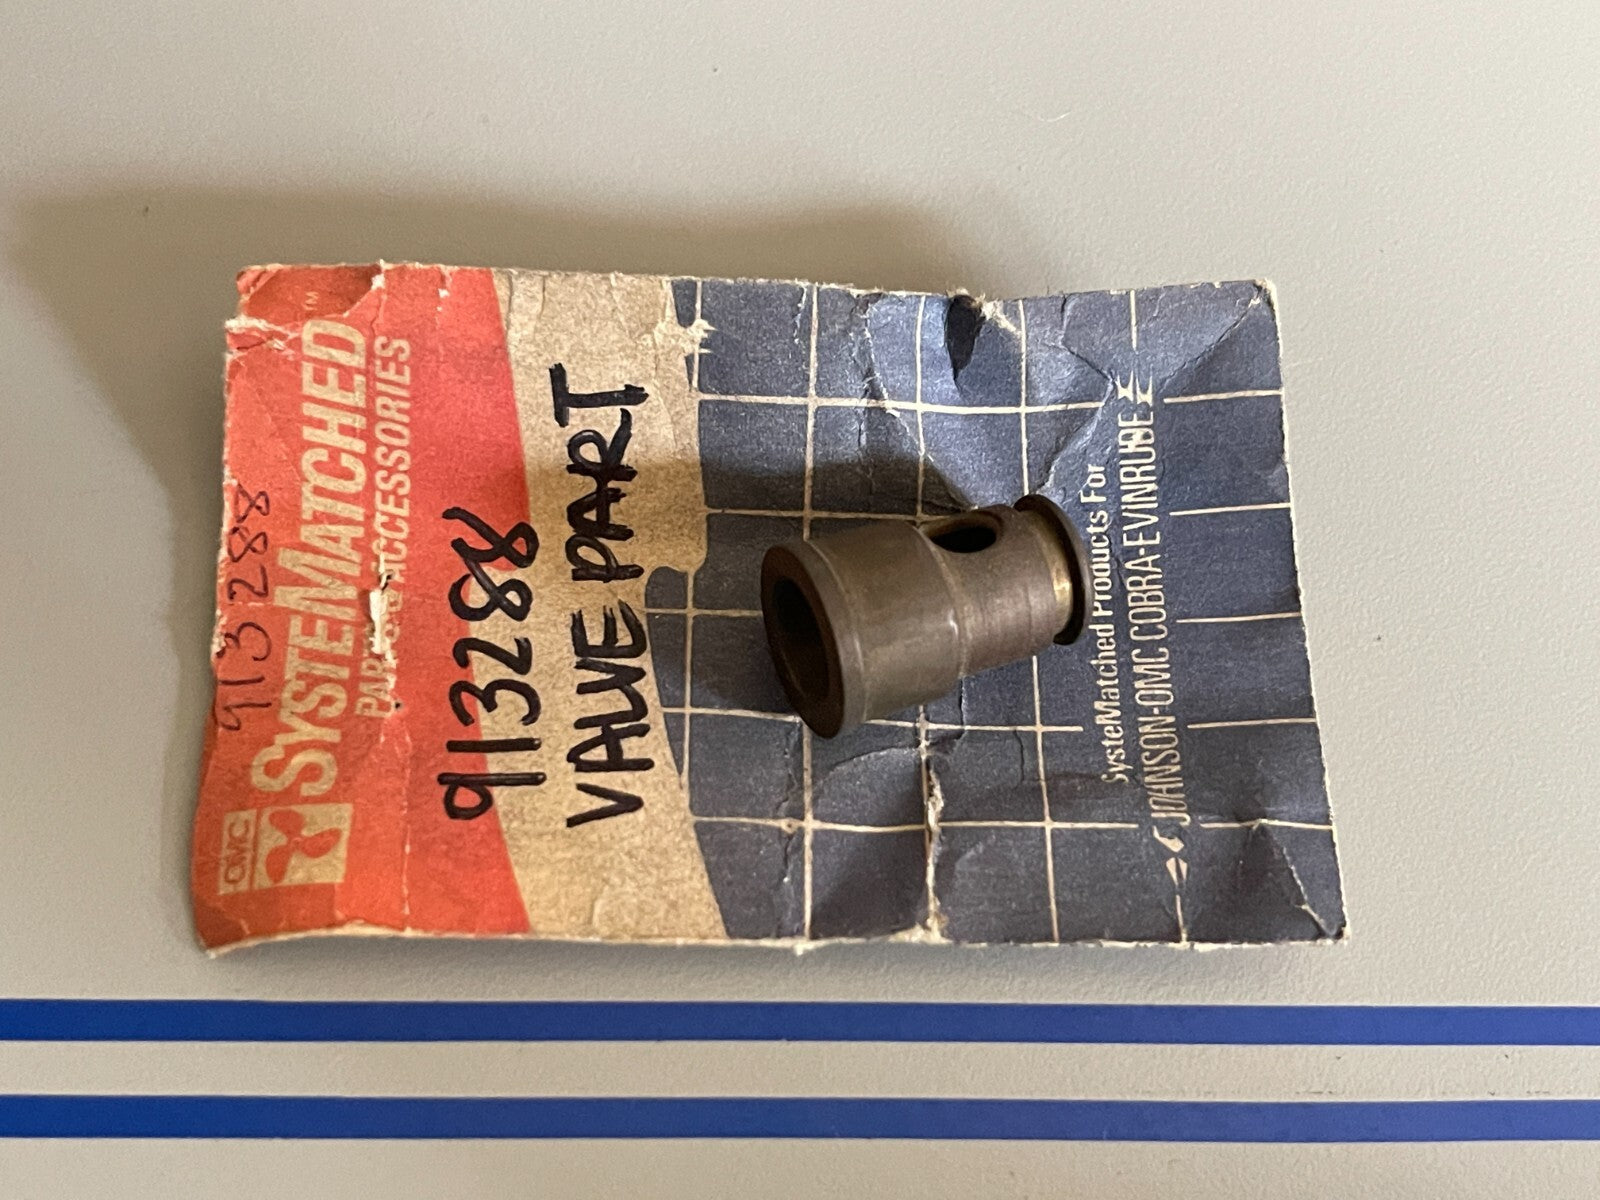 913288
OMC
SYSTEMATCHED™
PARTS & ACCESSORIES
913288
VALVE PART
SysteMatched Products For
JOHNSON-OMC COBRA-EVINRUDE